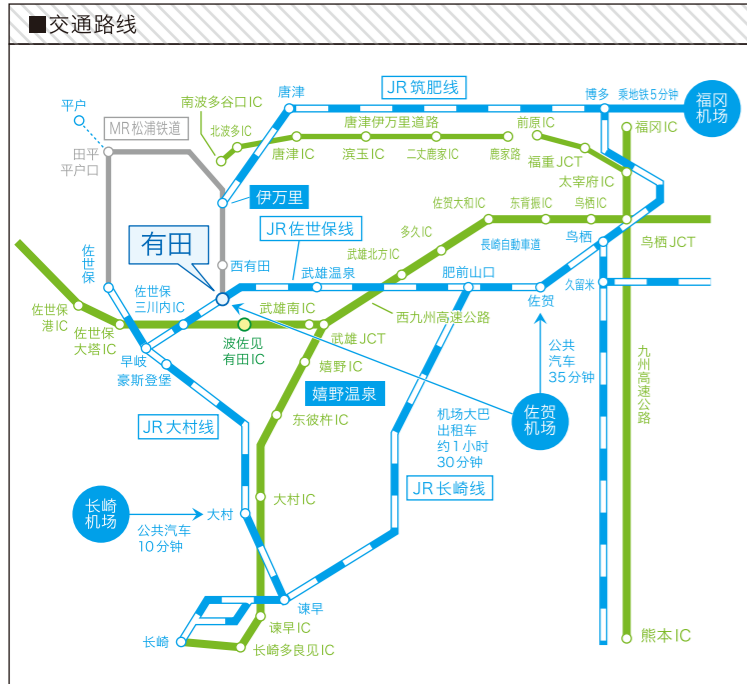 ■交通路线
唐津
JR筑肥线
博多
乘地铁5分钟
福冈
机场
平户
南波多谷口IC
MR松浦鉄道
北波多IC
唐津伊万里道路
前原IC
福冈IC
田平
平户口
唐津IC
滨玉IC
二丈鹿家IC
鹿家路
福重JCT
太宰府IC
伊万里
佐贺大和IC
东背振IC
鸟栖IC
JR佐世保线
多久IC
長崎自動車道
鸟栖
鸟栖JCT
有田
武雄北方IC
佐世保
西有田
武雄温泉
肥前山口
佐世保
三川内IC
佐贺
久留米
佐世保
港IC
武雄南IC
西九州高速公路
佐世保
大塔IC
波佐见
有田IC
武雄JCT
早岐
豪斯登堡
嬉野IC
公共
汽车
35分钟
九州高速公路
嬉野温泉
佐贺
机场
JR大村线
东彼杵IC
机场大巴
出租车
约1小时
30分钟
JR长崎线
长崎
机场
大村
大村IC
公共汽车
10分钟
谏早
谏早IC
长崎
长崎多良见IC
熊本IC